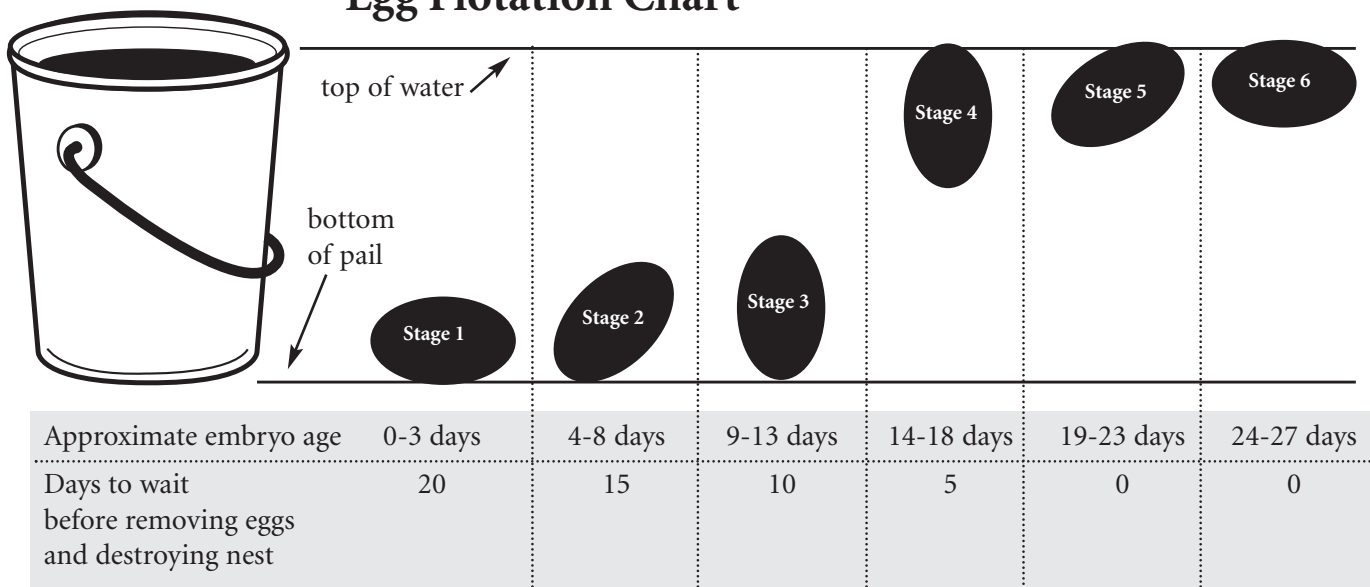 Egg Flotation Chart
top of water
bottom
of pail
Stage 1
Stage 2
Stage 3
Stage 4
Stage 5
Stage 6
Approximate embryo age 0-3 days 4-8 days 9-13 days 14-18 days 19-23 days 24-27 days
Days to wait 20 15 10 5 0 0
before removing eggs
and destroying nest